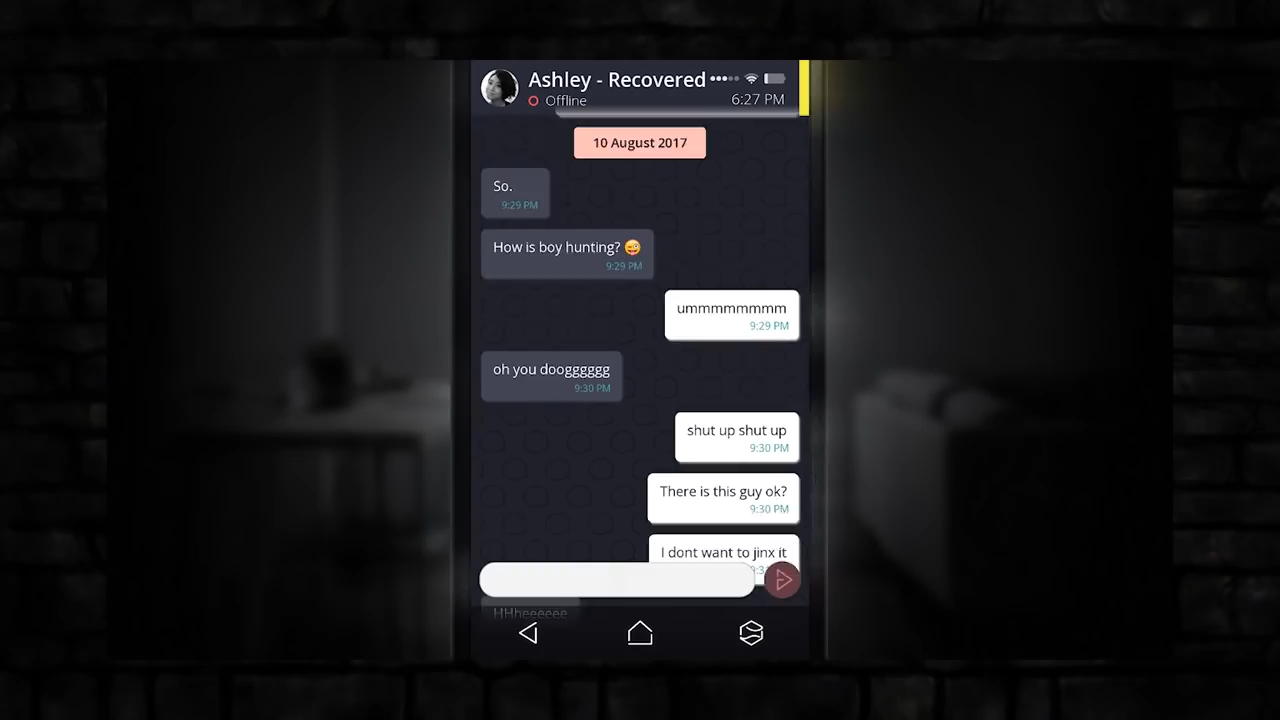 Ashley - Recovered
Offline
6:27 PM
10 August 2017
So.
9:29 PM
How is boy hunting? 😜
9:29 PM
ummmmmmmm
9:29 PM
oh you doogggggg
9:30 PM
shut up shut up
9:30 PM
There is this guy ok?
9:30 PM
I dont want to jinx it
HHheeeeee